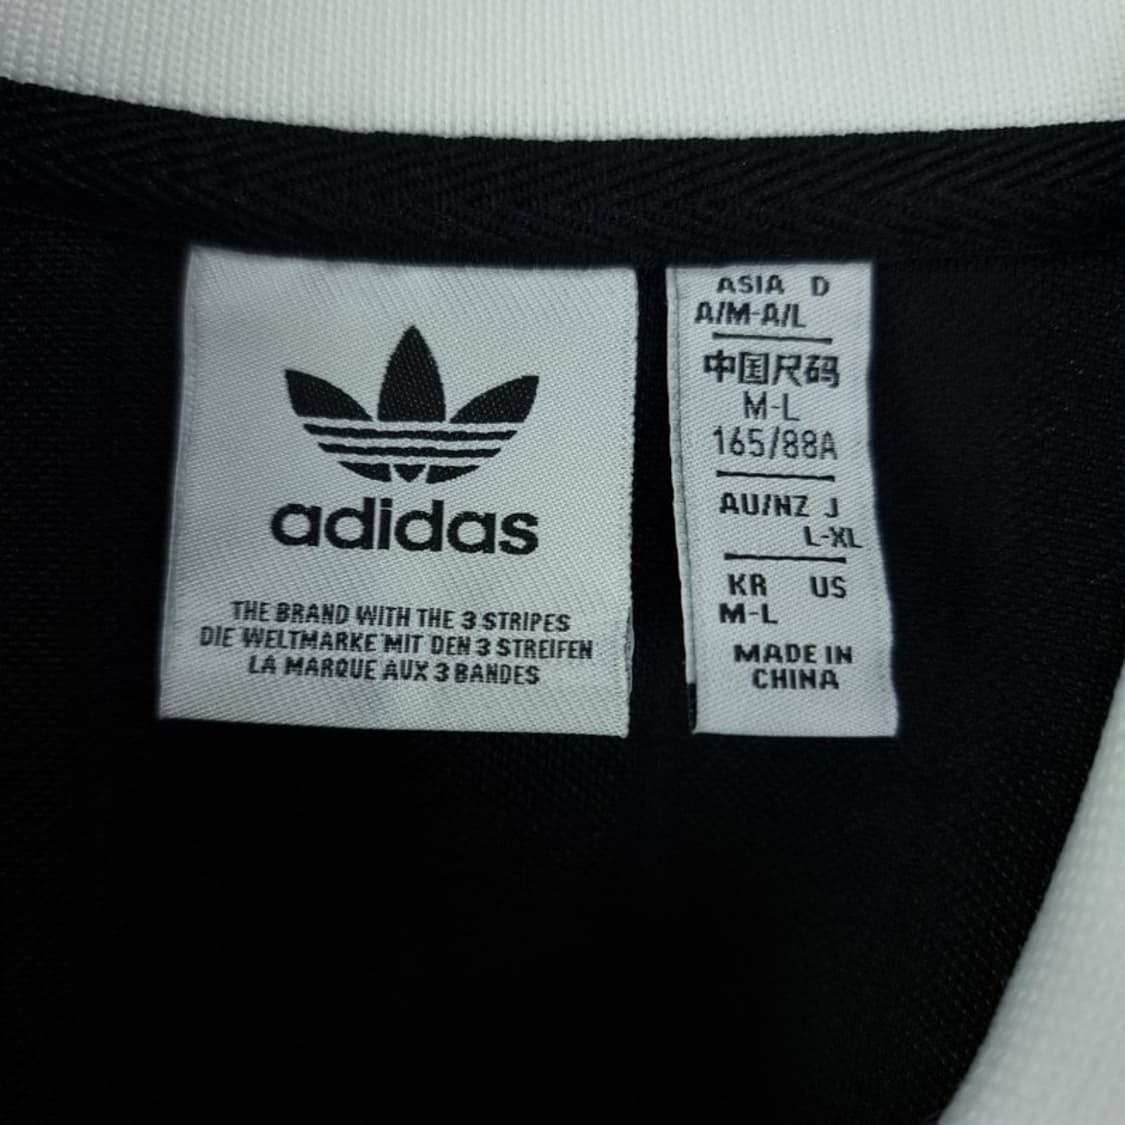 adidas
THE BRAND WITH THE 3 STRIPES
DIE WELTMARKE MIT DEN 3 STREIFEN
LA MARQUE AUX 3 BANDES
ASIA D
A/M-A/L
中国尺码
M-L
165/88A
AU/NZ J
L-XL
KR US
M-L
MADE IN
CHINA